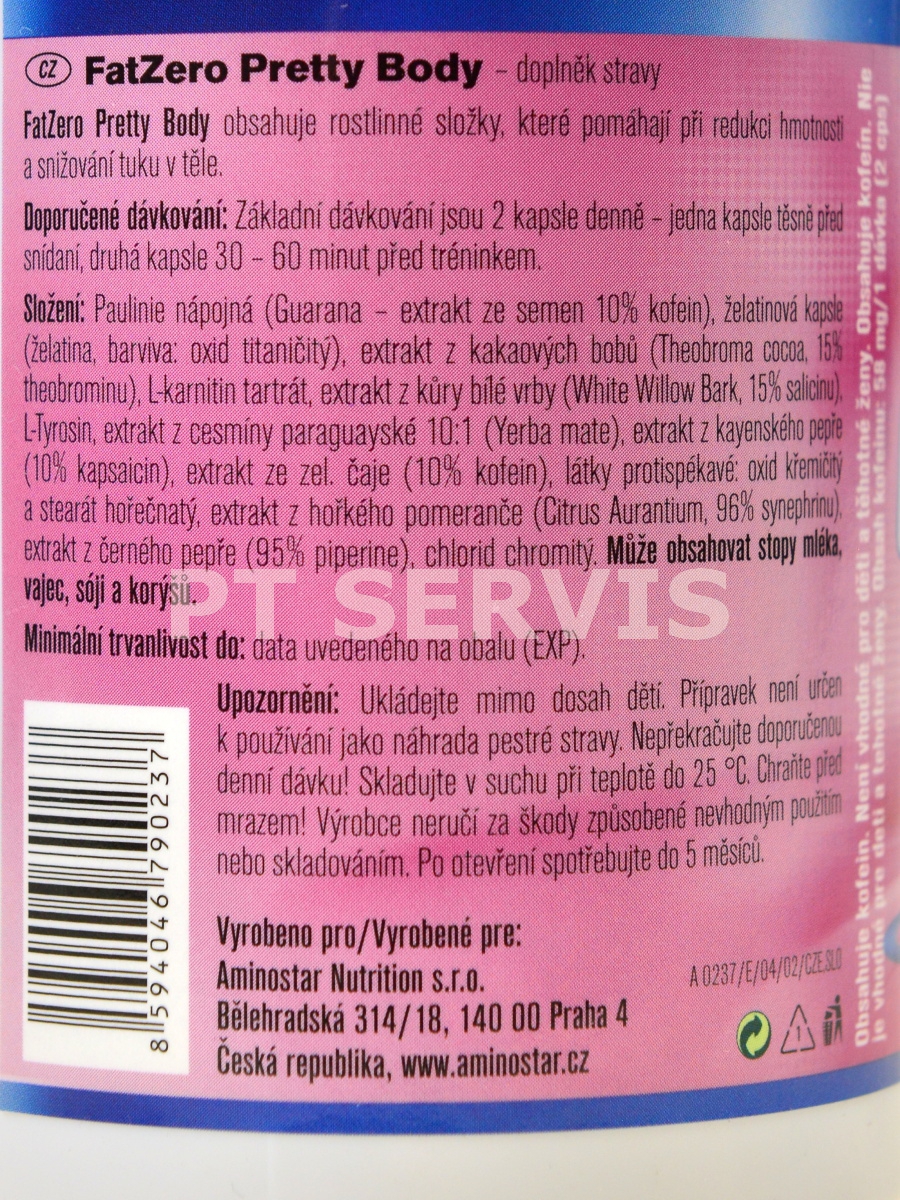 CZ FatZero Pretty Body – doplněk stravy
FatZero Pretty Body obsahuje rostlinné složky, které pomáhají při redukci hmotnosti
a snižování tuku v těle.
Doporučené dávkování: Základní dávkování jsou 2 kapsle denně – jedna kapsle těsně před
snídaní, druhá kapsle 30 – 60 minut před tréninkem.
Složení: Paulinie nápojná (Guarana – extrakt ze semen 10% kofein), želatinová kapsle
(želatina, barviva: oxid titaničitý), extrakt z kakaových bobů (Theobroma cocoa, 15%
theobrominu), L-karnitin tartrát, extrakt z kůry bílé vrby (White Willow Bark, 15% salicinu),
L-Tyrosin, extrakt z cesmíny paraguayské 10:1 (Yerba mate), extrakt z kayenského pepře
(10% kapsaicin), extrakt ze zel. čaje (10% kofein), látky protispékavé: oxid křemičitý
a stearát hořečnatý, extrakt z hořkého pomeranče (Citrus Aurantium, 96% synephrinu),
extrakt z černého pepře (95% piperine), chlorid chromitý. Může obsahovat stopy mléka,
vajec, sóji a korýšů.
PT SERVIS
Minimální trvanlivost do: data uvedeného na obalu (EXP).
Upozornění: Ukládejte mimo dosah dětí. Přípravek není určen
k používání jako náhrada pestré stravy. Nepřekračujte doporučenou
denní dávku! Skladujte v suchu při teplotě do 25 °C. Chraňte před
mrazem! Výrobce neručí za škody způsobené nevhodným použitím
nebo skladováním. Po otevření spotřebujte do 5 měsíců.
8 594046 790237
Vyrobeno pro/Vyrobené pre:
Aminostar Nutrition s.r.o.
Bělehradská 314/18, 140 00 Praha 4
Česká republika, www.aminostar.cz
A 0237/E/04/02/CZE.SLO
1
Obsahuje kofein. Není vhodné pro děti a těhotné ženy. Obsahuje kofeín. Nie
je vhodné pre deti a tehotné ženy. Obsah kofeinu: 58 mg/1 dávka (2 cps)